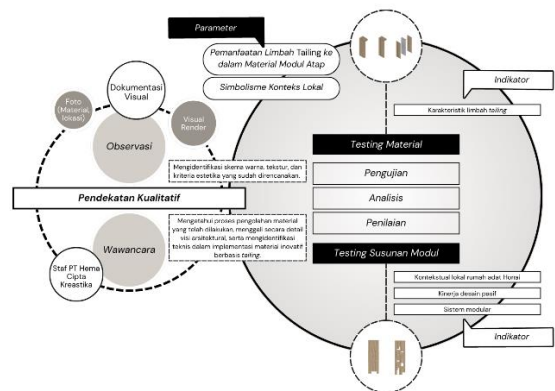 Parameter
Pemanfaatan Limbah Tailing ke
dalam Material Modul Atap
Simbolisme Konteks Lokal
Dokumentasi
Visual
Foto
(Material,
lokasi)
Visual
Render
Observasi
Mengidentifikasi skema warna, tekstur, dan
kriteria estetika yang sudah direncanakan.
Pendekatan Kualitatif
Mengetahui proses pengolahan material
yang telah dilakukan, menggali secara detail
visi arsitektural, serta mengidentifikasi
teknis dalam implementasi material inovatif
berbasis tailing.
Wawancara
Staf PT Heme
Cipta
Kreastika
Indikator
Karakteristik limbah tailing
Testing Material
Pengujian
Analisis
Penilaian
Testing Susunan Modul
Kontekstual lokal rumah adat Honai
Kinerja desain pasif
Sistem modular
Indikator